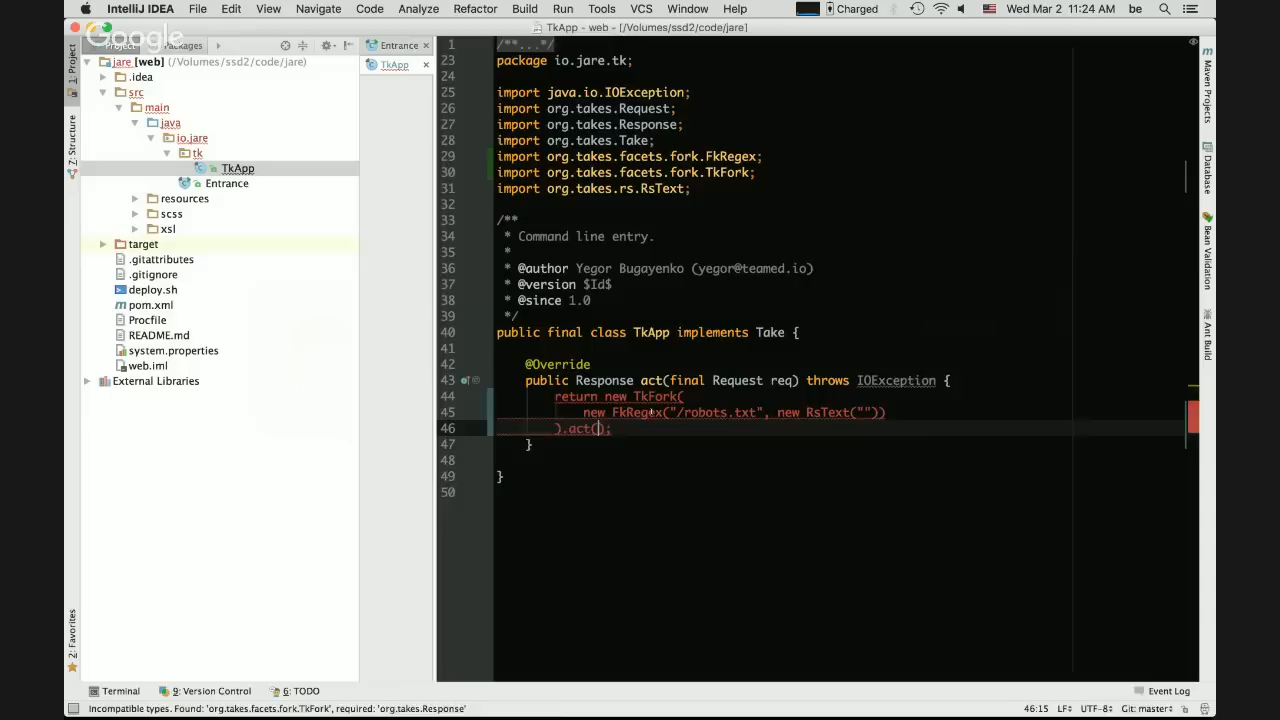 IntelliJ IDEA File Edit View Navigate Code Analyze Refactor Build Run Tools VCS Window Help Charged Wed Mar 2 11:24 AM be
TkApp - web - [/Volumes/ssd2/code/jare]
Google
Project Packages
Entrance
TkApp
1: Project
7: Structure
2: Favorites
jare [web] (/Volumes/ssd2/code/jare)
.idea
src
main
java
io.jare
tk
TkApp
Entrance
resources
scss
xsl
target
.gitattributes
.gitignore
deploy.sh
pom.xml
Procfile
README.md
system.properties
web.iml
External Libraries
1 /**...*/
23 package io.jare.tk;
24
25 import java.io.IOException;
26 import org.takes.Request;
27 import org.takes.Response;
28 import org.takes.Take;
29 import org.takes.facets.fork.FkRegex;
30 import org.takes.facets.fork.TkFork;
31 import org.takes.rs.RsText;
32
33 /**
34 * Command line entry.
35 *
36 * @author Yegor Bugayenko (yegor@teamed.io)
37 * @version $Id$
38 * @since 1.0
39 */
40 public final class TkApp implements Take {
41
42 @Override
43 public Response act(final Request req) throws IOException {
44 return new TkFork(
45 new FkRegex("/robots.txt", new RsText(""))
46 ).act();
47 }
48
49 }
50
Maven Projects
Database
Bean Validation
Ant Build
Terminal 9: Version Control 6: TODO Event Log
Incompatible types. Found: 'org.takes.facets.fork.TkFork', required: 'org.takes.Response' 46:15 LF÷ UTF-8÷ Git: master÷